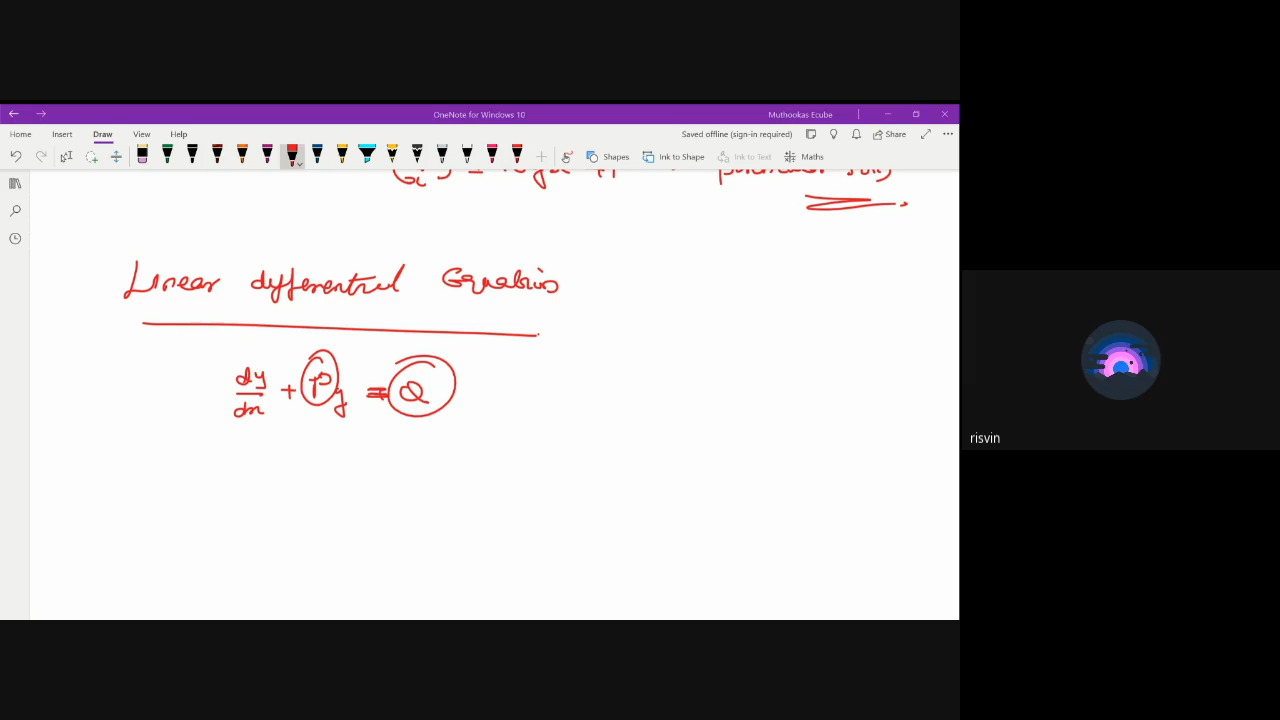 OneNote for Windows 10
Muthookas Ecube
Home Insert Draw View Help
Saved offline (sign-in required)
Share
Shapes
Ink to Shape
Ink to Text
Maths
Linear differential Equations
dy/dx + Py = Q
risvin